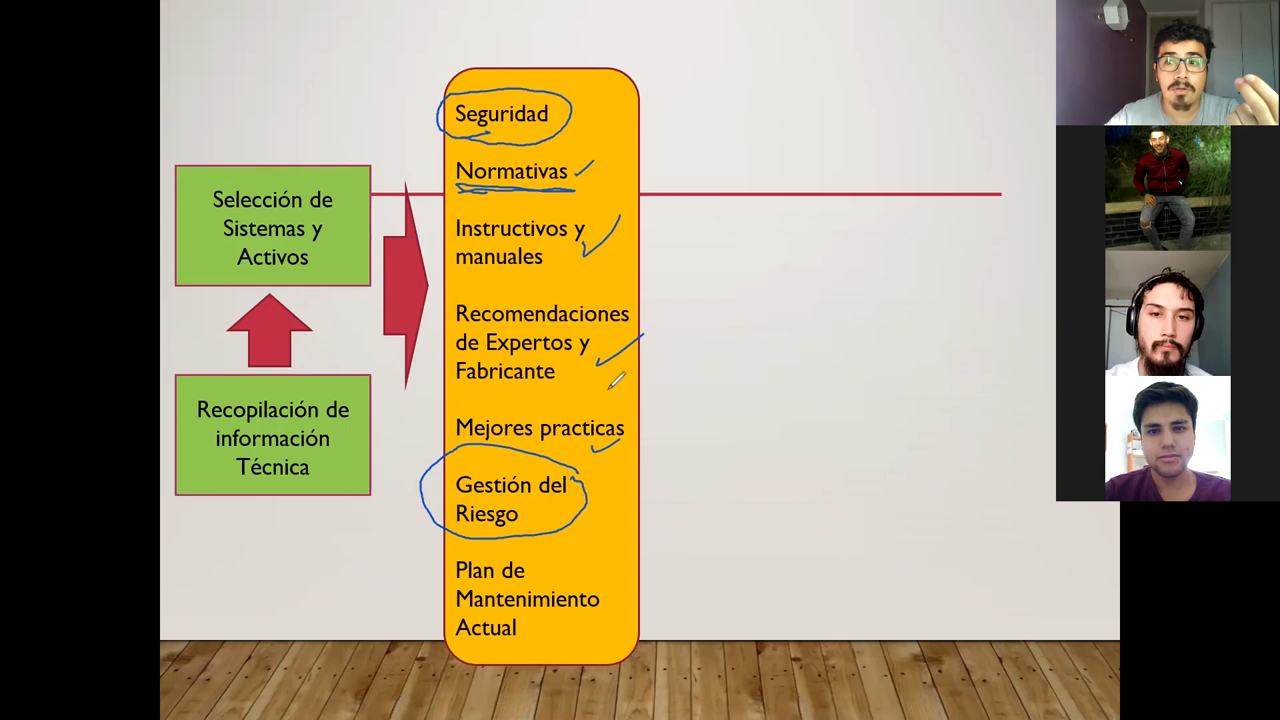 Selección de
Sistemas y
Activos
Recopilación de
información
Técnica
Seguridad
Normativas
Instructivos y
manuales
Recomendaciones
de Expertos y
Fabricante
Mejores practicas
Gestión del
Riesgo
Plan de
Mantenimiento
Actual